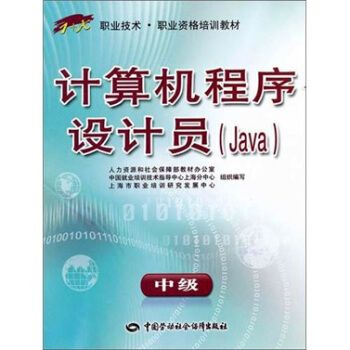 1+X 职业技术·职业资格培训教材
计算机程序
设计员(Java)
人力资源和社会保障部教材办公室
中国就业培训技术指导中心上海分中心 组织编写
上海市职业培训研究发展中心
中级
中国劳动社会保障出版社